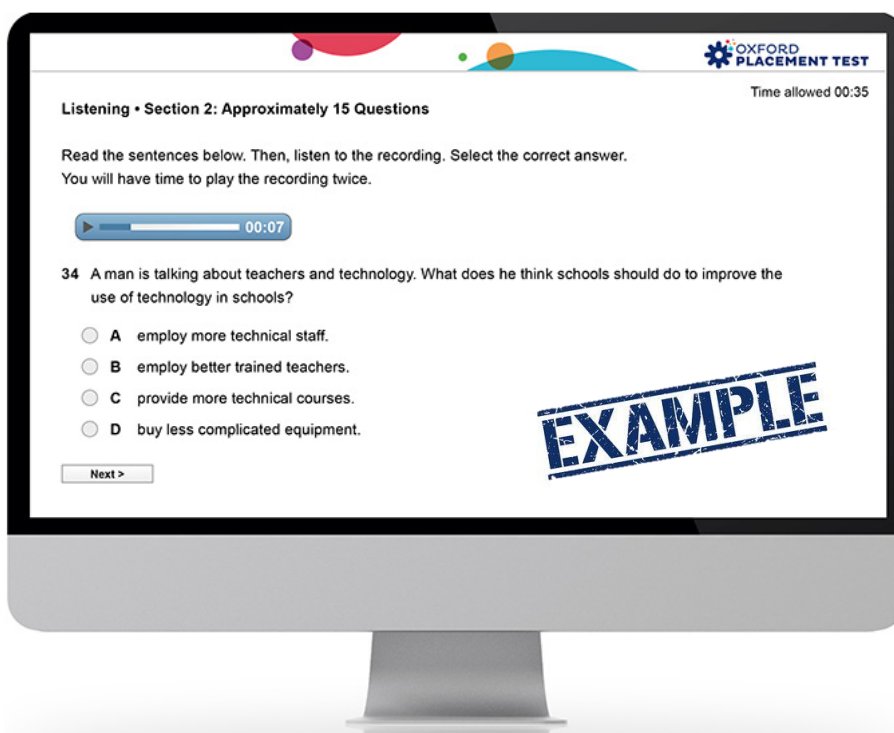 OXFORD
PLACEMENT TEST
Time allowed 00:35
Listening • Section 2: Approximately 15 Questions
Read the sentences below. Then, listen to the recording. Select the correct answer.
You will have time to play the recording twice.
00:07
34 A man is talking about teachers and technology. What does he think schools should do to improve the
use of technology in schools?
A employ more technical staff.
B employ better trained teachers.
C provide more technical courses.
D buy less complicated equipment.
EXAMPLE
Next >